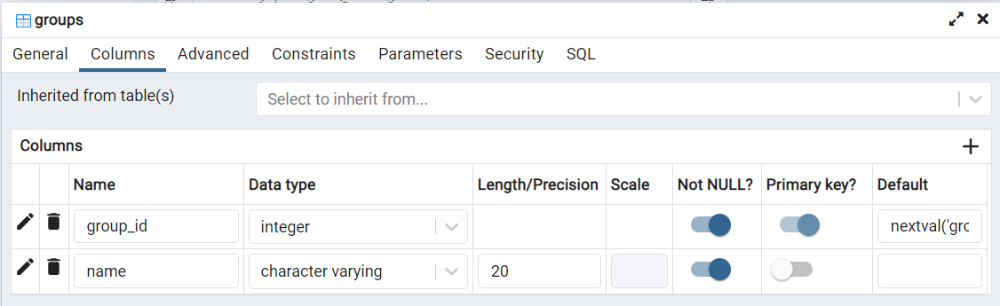 groups
General Columns Advanced Constraints Parameters Security SQL
Inherited from table(s) Select to inherit from...
Columns
Name Data type Length/Precision Scale Not NULL? Primary key? Default
group_id integer nextval('gro
name character varying 20